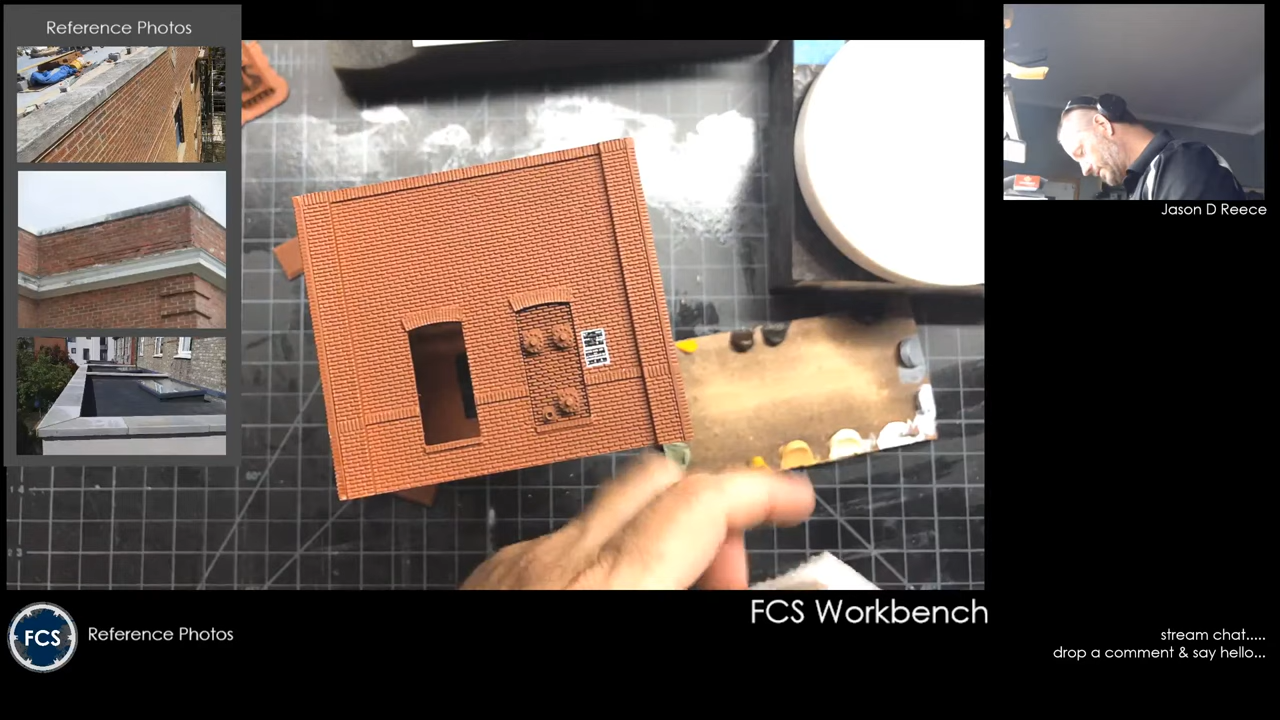 Reference Photos
Jason D Reece
FCS Workbench
FCS
Reference Photos
stream chat.....
drop a comment & say hello...